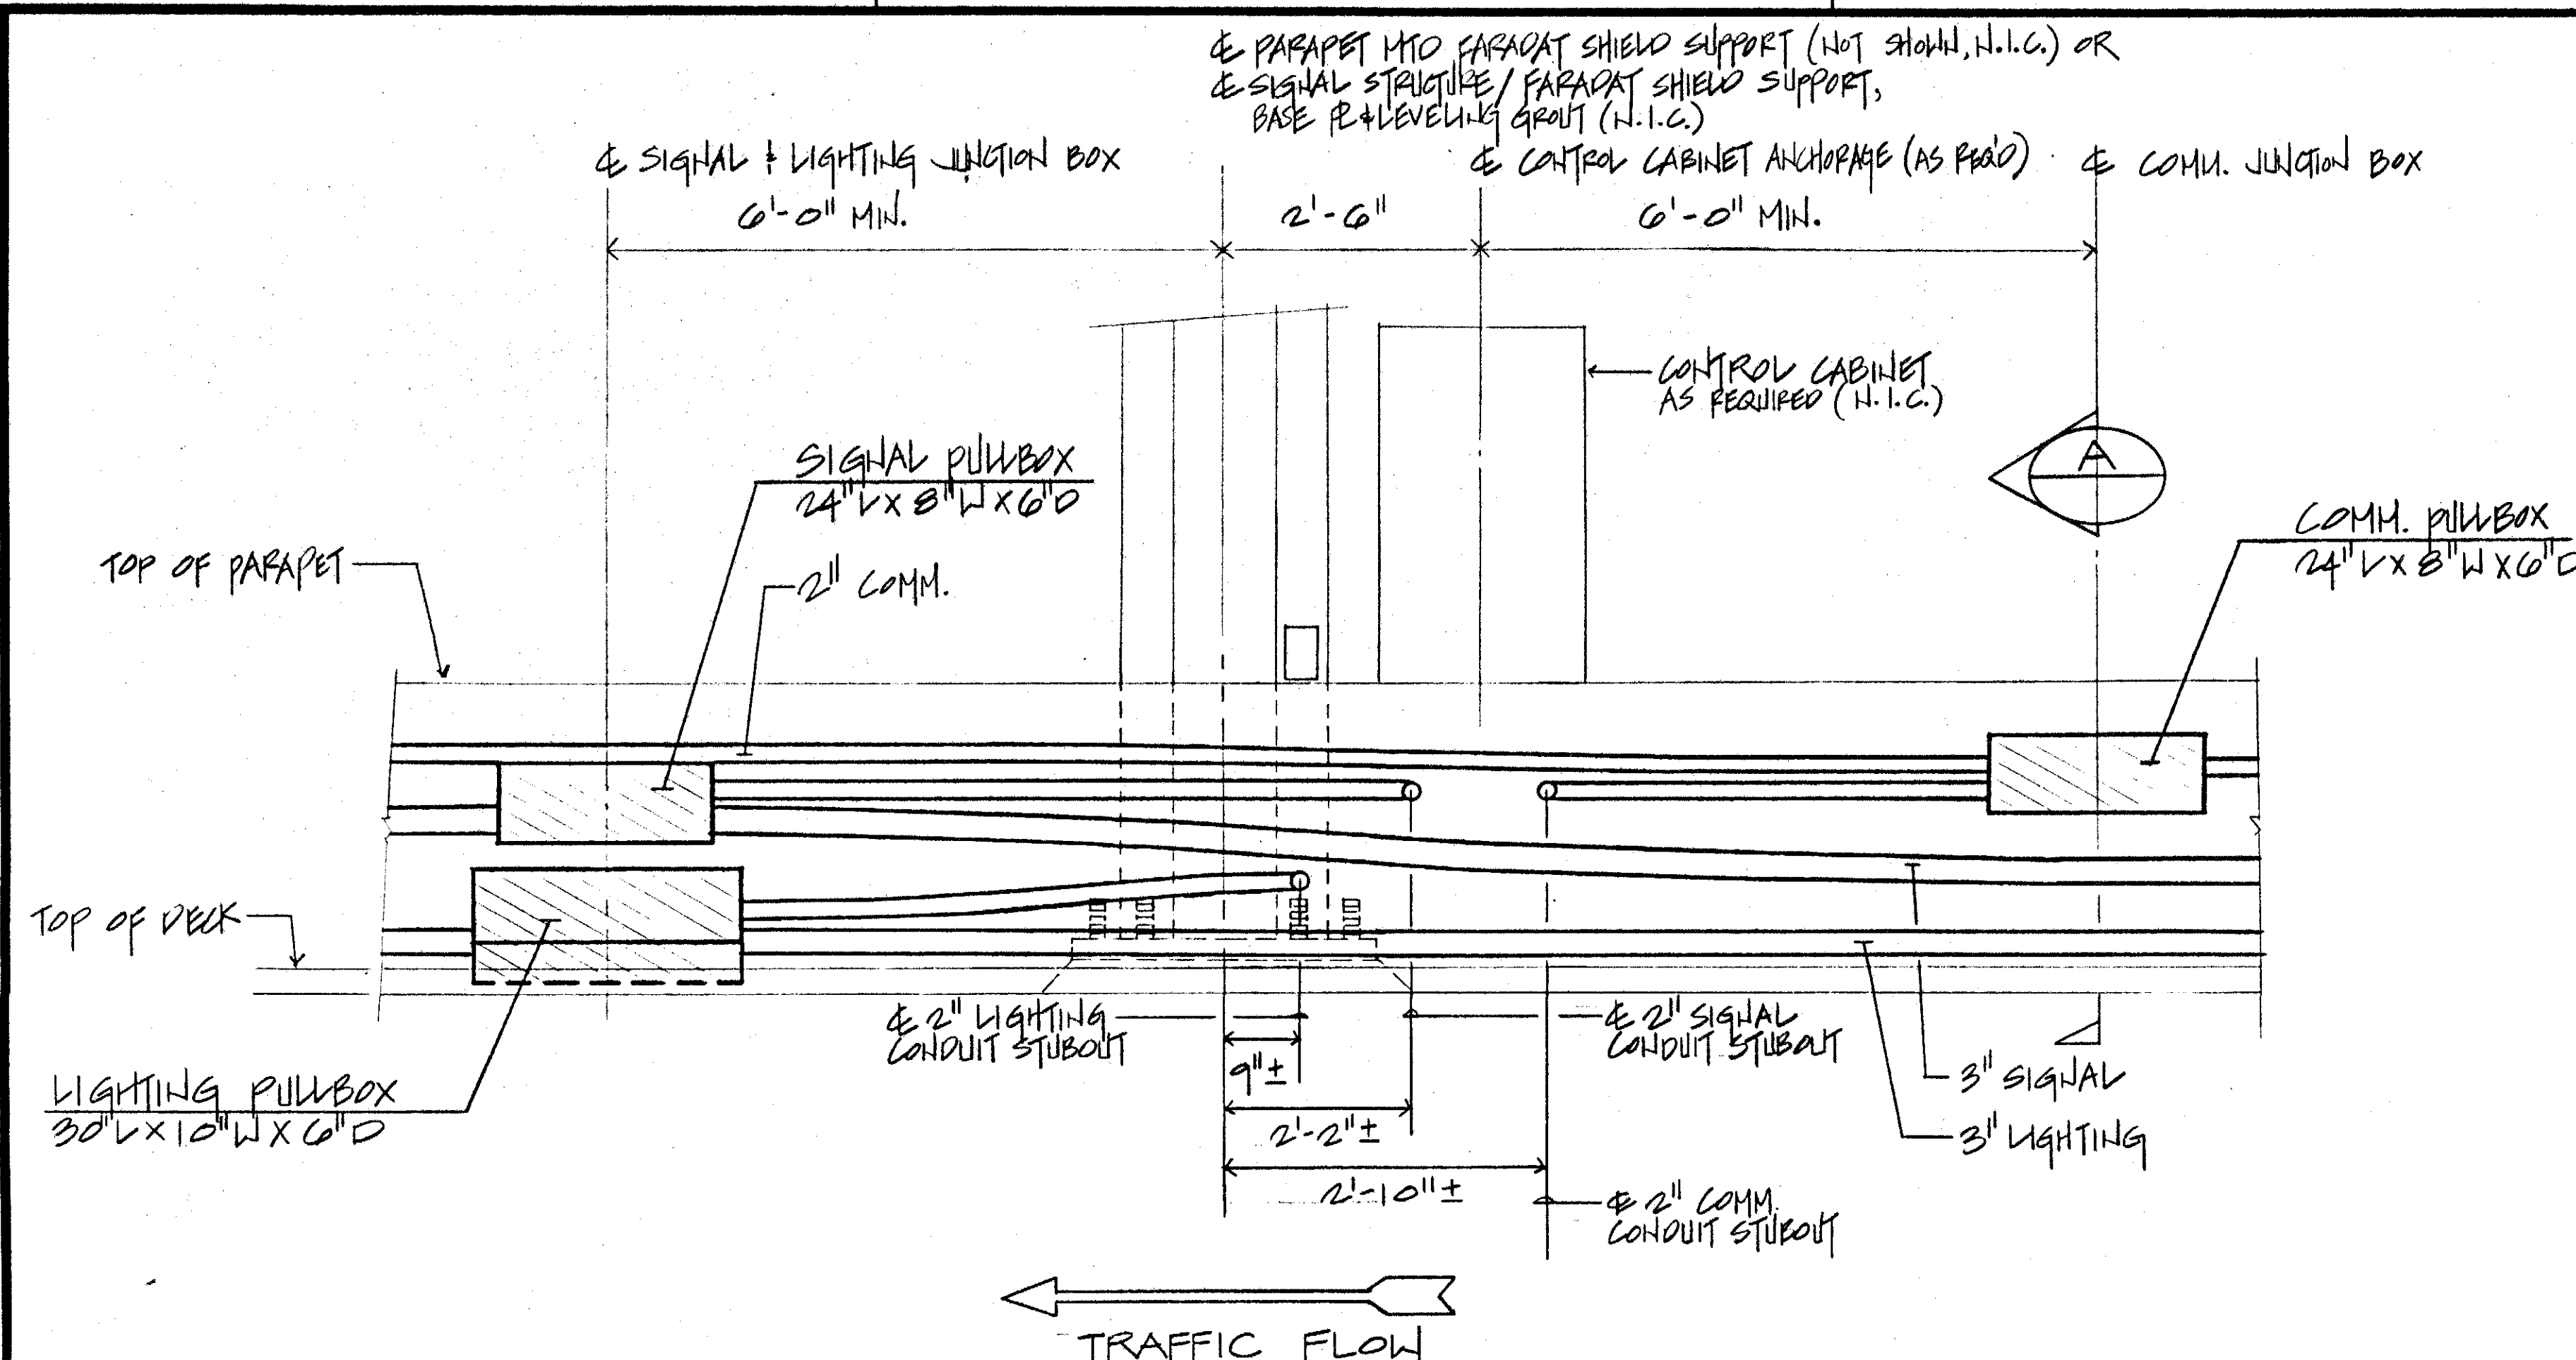 ℄ PARAPET MTD FARADAY SHIELD SUPPORT (NOT SHOWN, N.I.C.) OR
℄ SIGNAL STRUCTURE / FARADAY SHIELD SUPPORT,
BASE ℙL & LEVELING GROUT (N.I.C.)
℄ SIGNAL & LIGHTING JUNCTION BOX
℄ CONTROL CABINET ANCHORAGE (AS REQ'D)
℄ COMM. JUNCTION BOX
6'-0" MIN.
2'-6"
6'-0" MIN.
CONTROL CABINET
AS REQUIRED (N.I.C.)
A
SIGNAL PULLBOX
24"L X 8"W X 6"D
COMM. PULLBOX
24"L X 8"W X 6"D
TOP OF PARAPET
2" COMM.
TOP OF DECK
℄ 2" LIGHTING
CONDUIT STUBOUT
℄ 2" SIGNAL
CONDUIT STUBOUT
9"±
LIGHTING PULLBOX
30"L X 10"W X 6"D
3" SIGNAL
2'-2"±
3" LIGHTING
2'-10"±
℄ 2" COMM.
CONDUIT STUBOUT
TRAFFIC FLOW